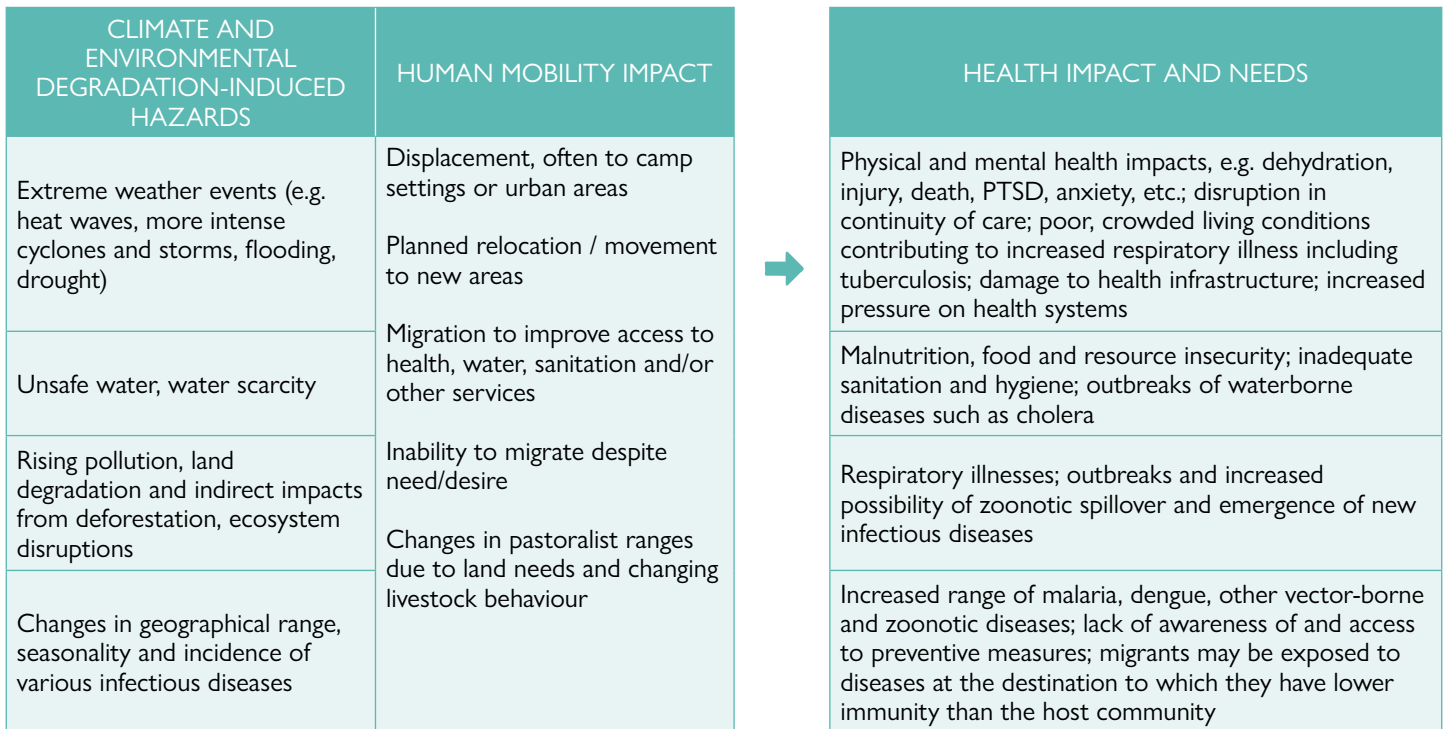 CLIMATE AND
ENVIRONMENTAL
DEGRADATION-INDUCED
HAZARDS
HUMAN MOBILITY IMPACT
HEALTH IMPACT AND NEEDS
Extreme weather events (e.g.
heat waves, more intense
cyclones and storms, flooding,
drought)
Unsafe water, water scarcity
Rising pollution, land
degradation and indirect impacts
from deforestation, ecosystem
disruptions
Changes in geographical range,
seasonality and incidence of
various infectious diseases
Displacement, often to camp
settings or urban areas
Planned relocation / movement
to new areas
Migration to improve access to
health, water, sanitation and/or
other services
Inability to migrate despite
need/desire
Changes in pastoralist ranges
due to land needs and changing
livestock behaviour
Physical and mental health impacts, e.g. dehydration,
injury, death, PTSD, anxiety, etc.; disruption in
continuity of care; poor, crowded living conditions
contributing to increased respiratory illness including
tuberculosis; damage to health infrastructure; increased
pressure on health systems
Malnutrition, food and resource insecurity; inadequate
sanitation and hygiene; outbreaks of waterborne
diseases such as cholera
Respiratory illnesses; outbreaks and increased
possibility of zoonotic spillover and emergence of new
infectious diseases
Increased range of malaria, dengue, other vector-borne
and zoonotic diseases; lack of awareness of and access
to preventive measures; migrants may be exposed to
diseases at the destination to which they have lower
immunity than the host community